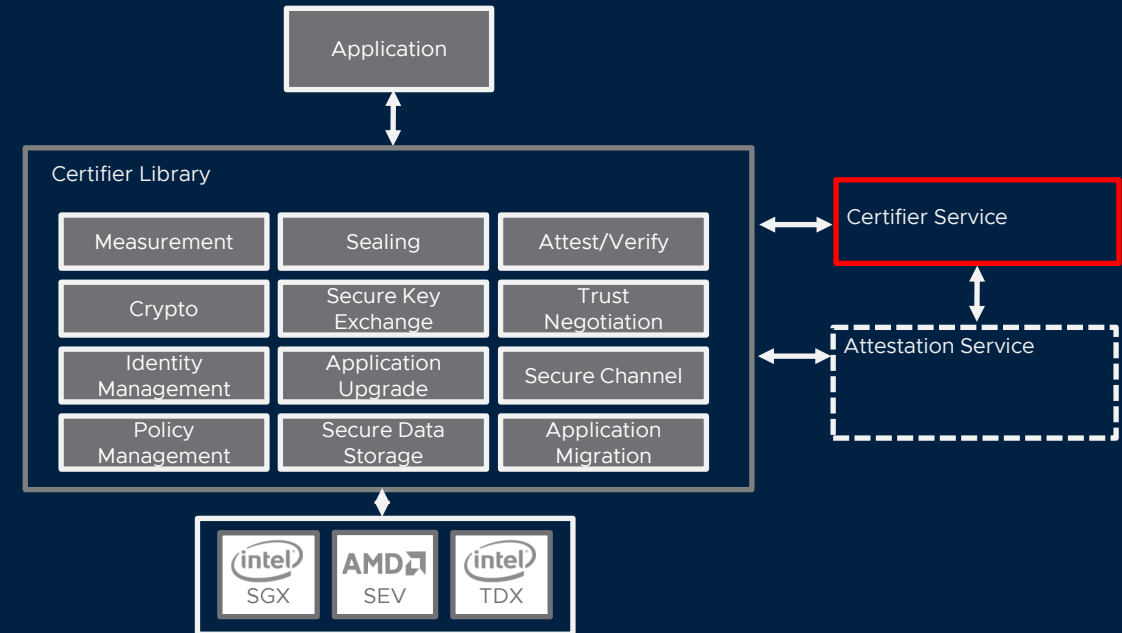 Application
Certifier Library
Measurement
Sealing
Attest/Verify
Crypto
Secure Key
Exchange
Trust
Negotiation
Identity
Management
Application
Upgrade
Secure Channel
Policy
Management
Secure Data
Storage
Application
Migration
Certifier Service
Attestation Service
intel
SGX
AMD
SEV
intel
TDX